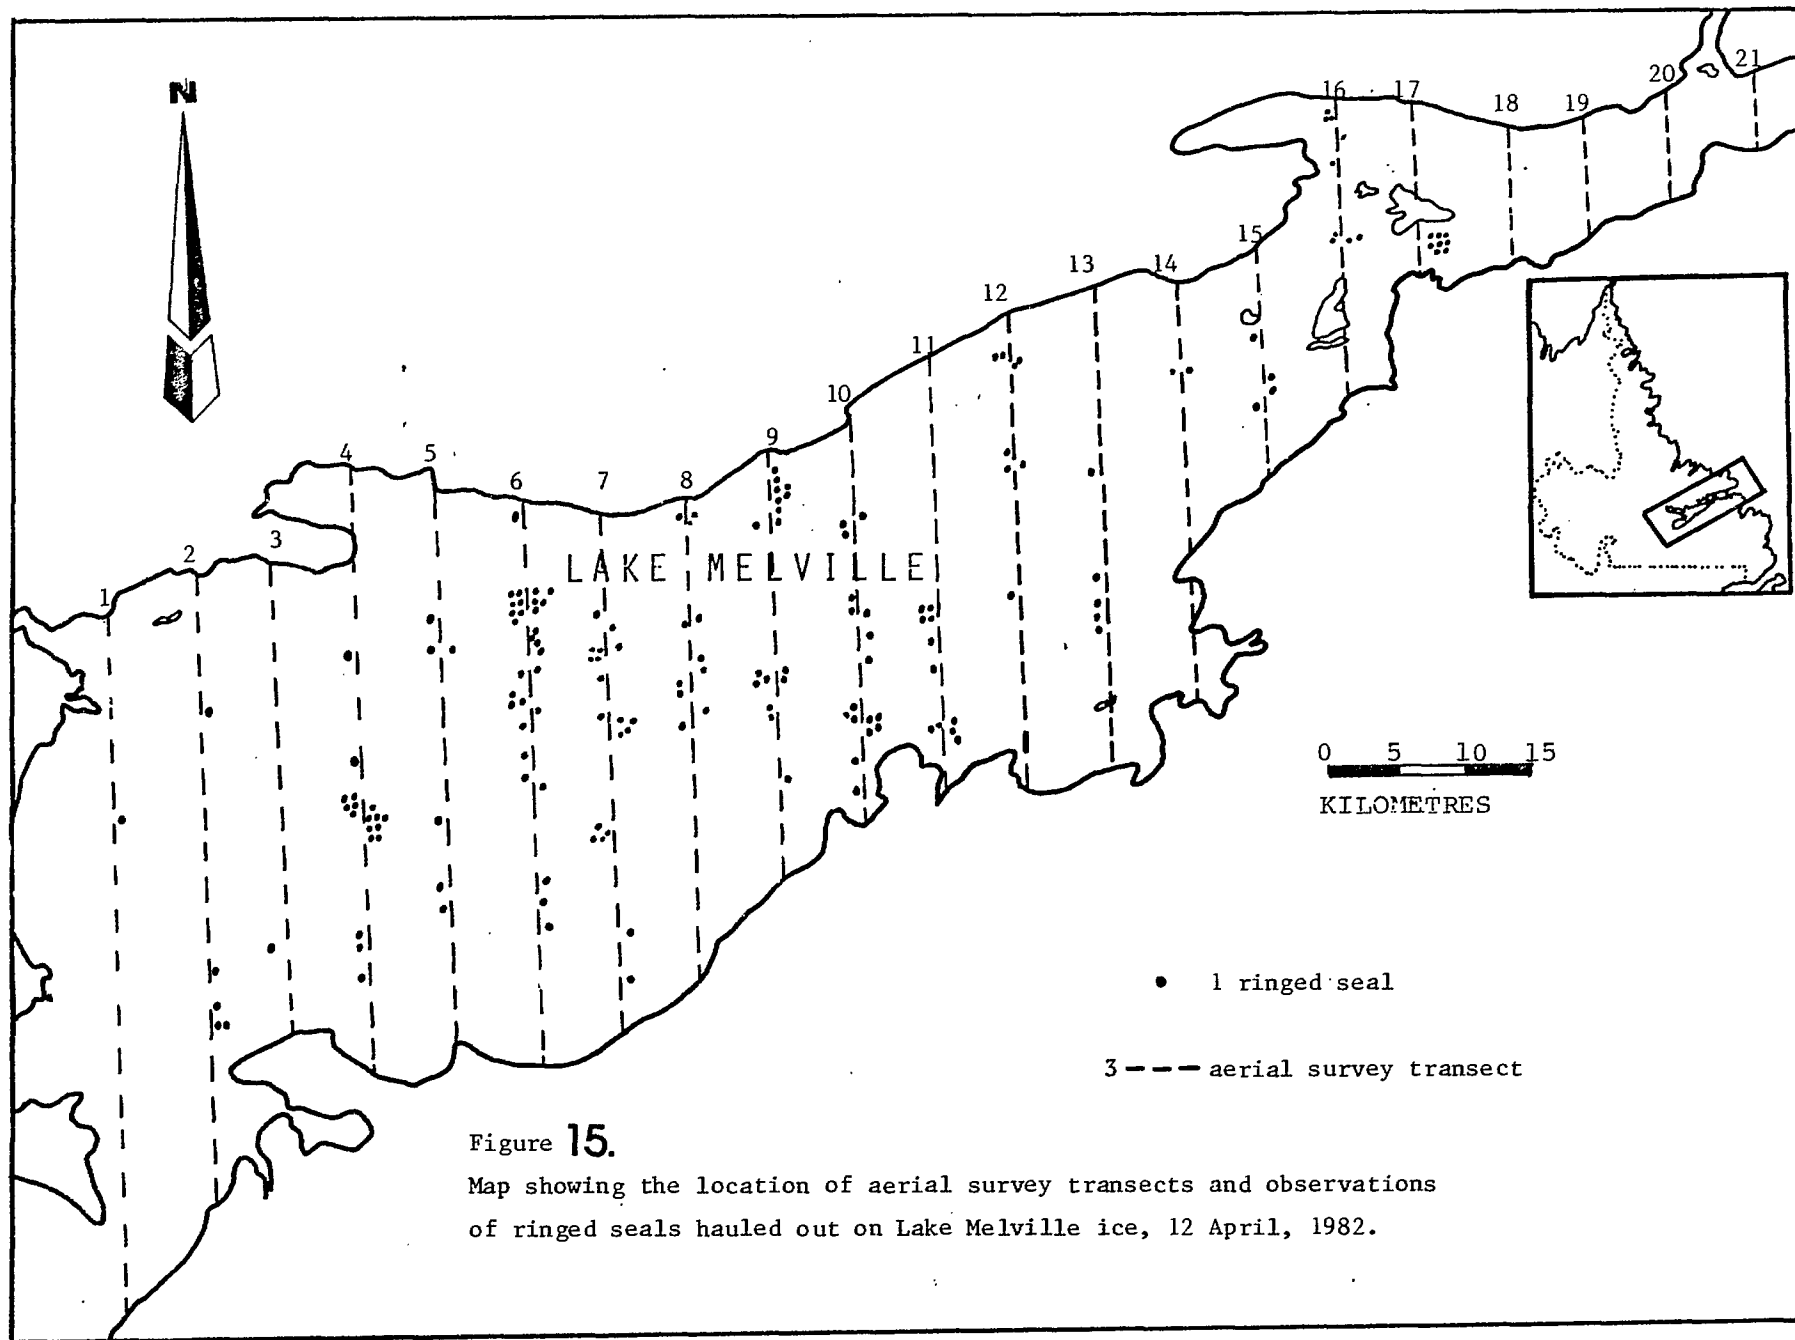 N
1
2
3
4
5
6
7
8
9
10
11
12
13
14
15
16
17
18
19
20
21
LAKE MELVILLE
0 5 10 15
KILOMETRES
1 ringed seal
3 --- aerial survey transect
Figure 15.
Map showing the location of aerial survey transects and observations
of ringed seals hauled out on Lake Melville ice, 12 April, 1982.